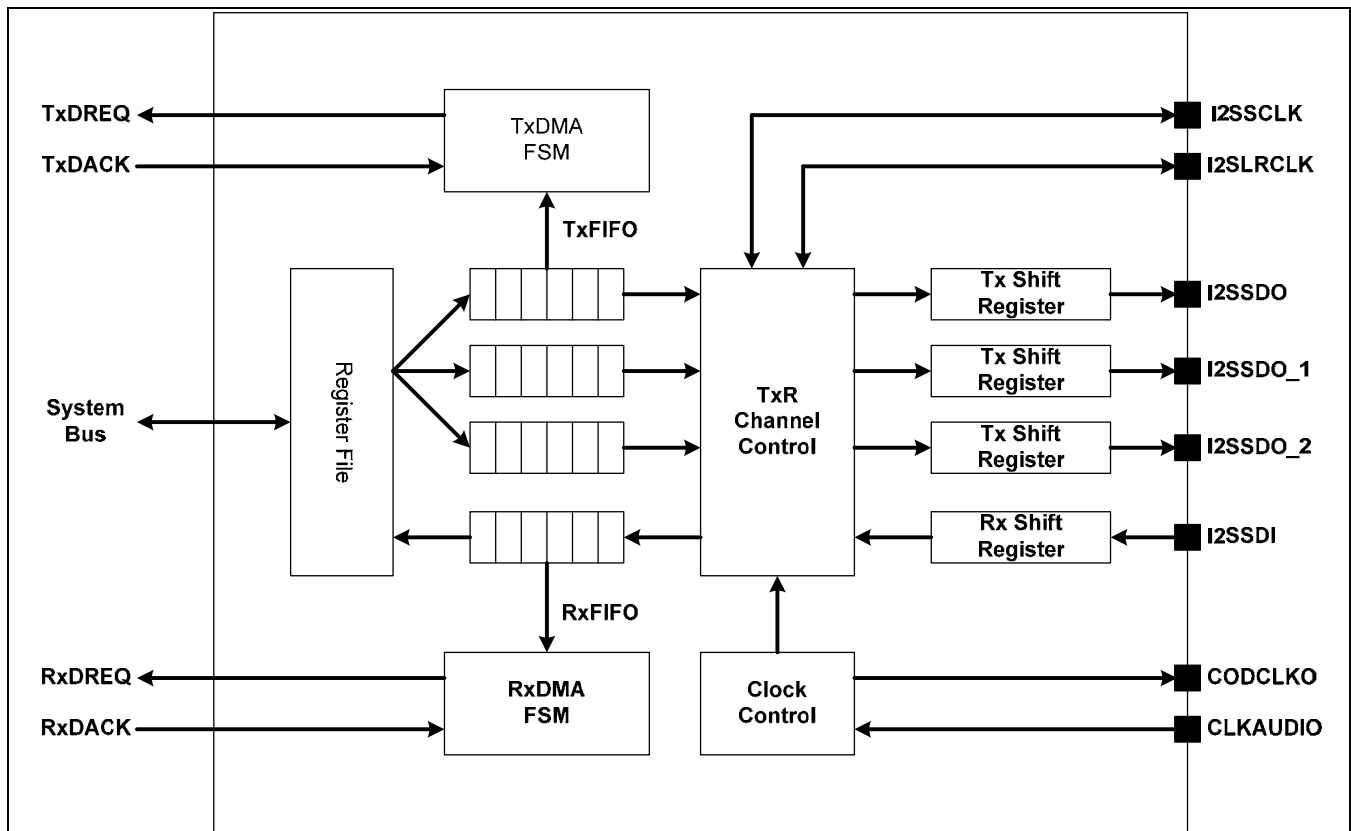 TxDREQ
TxDACK
TxDMA
FSM
I2SSCLK
I2SLRCLK
TxFIFO
Register File
System
Bus
TxR
Channel
Control
Tx Shift
Register
I2SSDO
Tx Shift
Register
I2SSDO_1
Tx Shift
Register
I2SSDO_2
Rx Shift
Register
I2SSDI
RxFIFO
RxDREQ
RxDACK
RxDMA
FSM
Clock
Control
CODCLKO
CLKAUDIO